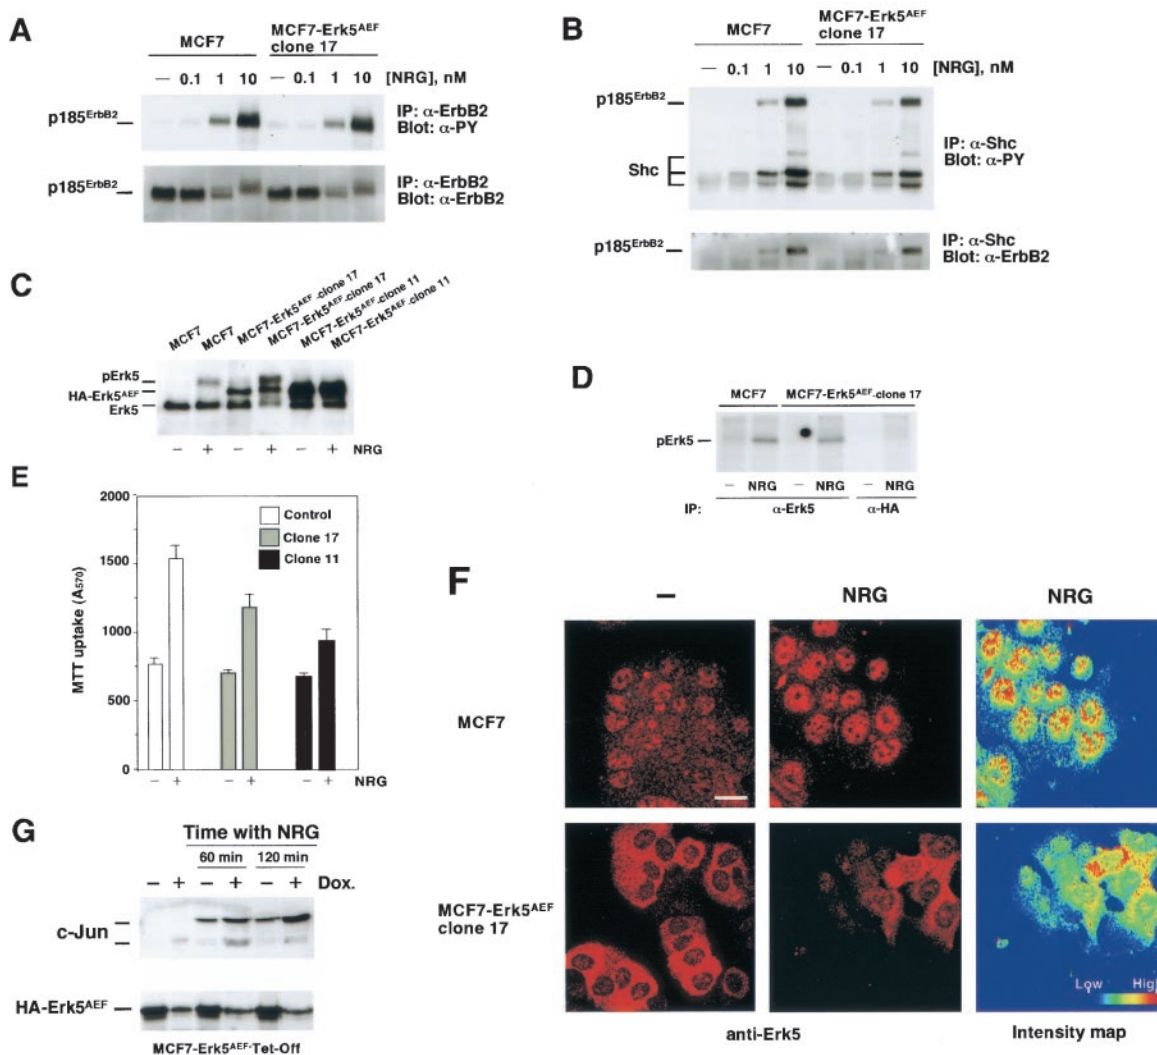 A
MCF7
MCF7-Erk5AEF
clone 17
— 0.1 1 10 — 0.1 1 10 [NRG], nM
p185ErbB2
IP: α-ErbB2
Blot: α-PY
p185ErbB2
IP: α-ErbB2
Blot: α-ErbB2
B
MCF7
MCF7-Erk5AEF
clone 17
— 0.1 1 10 — 0.1 1 10 [NRG], nM
p185ErbB2
Shc
IP: α-Shc
Blot: α-PY
p185ErbB2
IP: α-Shc
Blot: α-ErbB2
C
MCF7
MCF7
MCF7-Erk5AEF-clone 17
MCF7-Erk5AEF-clone 17
MCF7-Erk5AEF-clone 11
MCF7-Erk5AEF-clone 11
pErk5
HA-Erk5AEF
Erk5
— + — + — + NRG
D
MCF7
MCF7-Erk5AEF-clone 17
pErk5
— NRG — NRG — NRG
IP: α-Erk5 α-HA
E
MTT uptake (A570)
2000
1500
1000
500
0
Control
Clone 17
Clone 11
— + — + — + NRG
F
— NRG NRG
MCF7
MCF7-Erk5AEF
clone 17
Low High
anti-Erk5
Intensity map
G
Time with NRG
60 min 120 min
— + — + — + Dox.
c-Jun
HA-Erk5AEF
MCF7-Erk5AEF-Tet-Off